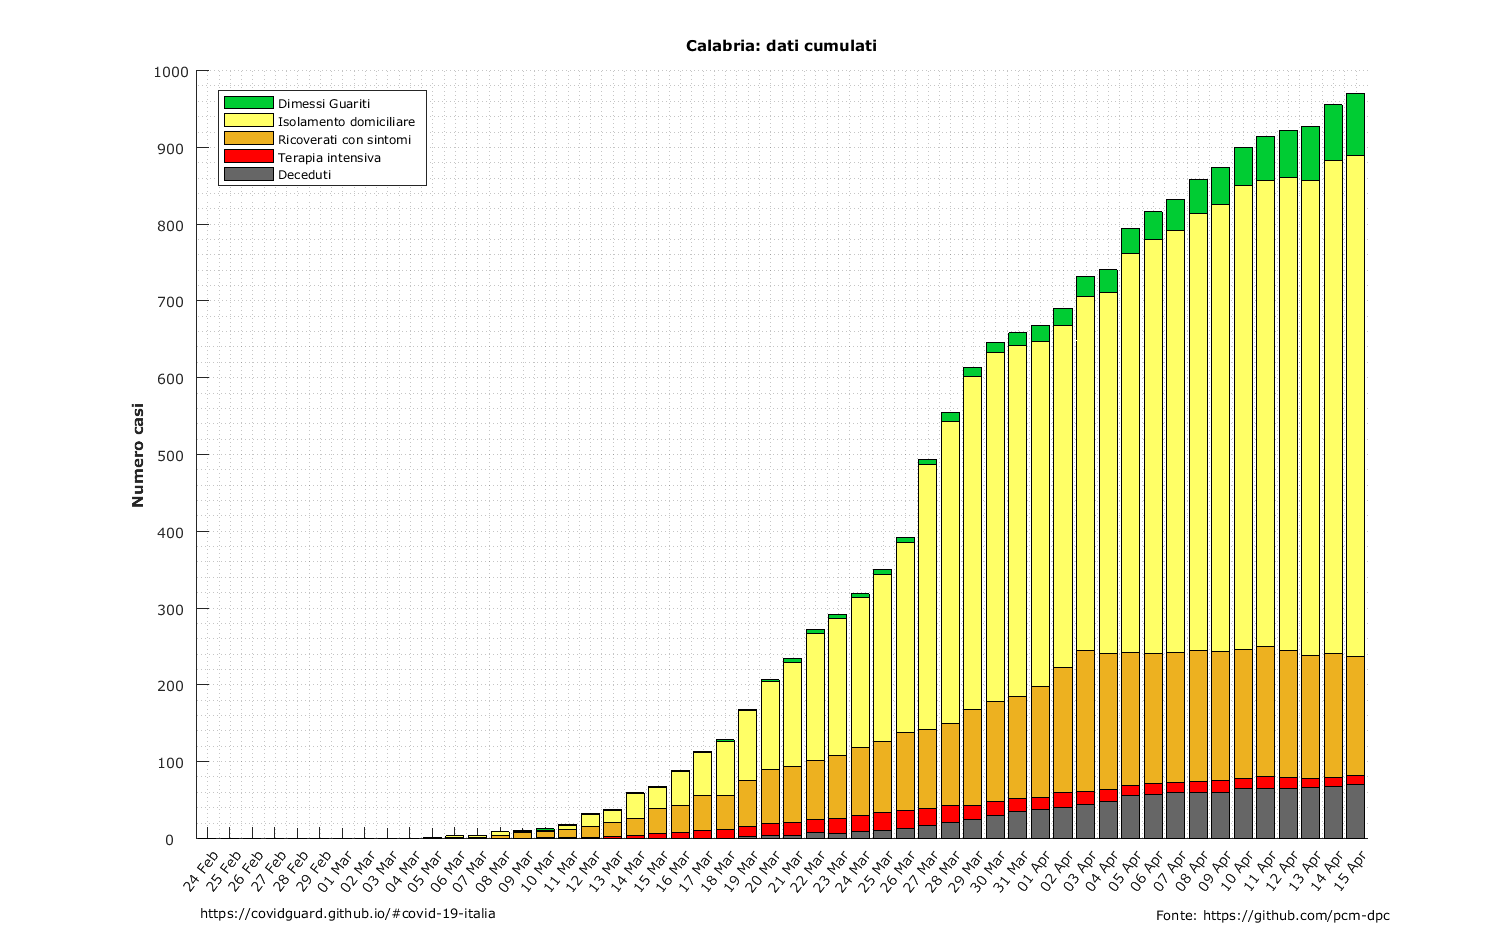 Calabria: dati cumulati
1000
900
800
700
600
500
400
300
200
100
0
Numero casi
Dimessi Guariti
Isolamento domiciliare
Ricoverati con sintomi
Terapia intensiva
Deceduti
24 Feb
25 Feb
26 Feb
27 Feb
28 Feb
29 Feb
01 Mar
02 Mar
03 Mar
04 Mar
05 Mar
06 Mar
07 Mar
08 Mar
09 Mar
10 Mar
11 Mar
12 Mar
13 Mar
14 Mar
15 Mar
16 Mar
17 Mar
18 Mar
19 Mar
20 Mar
21 Mar
22 Mar
23 Mar
24 Mar
25 Mar
26 Mar
27 Mar
28 Mar
29 Mar
30 Mar
31 Mar
01 Apr
02 Apr
03 Apr
04 Apr
05 Apr
06 Apr
07 Apr
08 Apr
09 Apr
10 Apr
11 Apr
12 Apr
13 Apr
14 Apr
15 Apr
https://covidguard.github.io/#covid-19-italia
Fonte: https://github.com/pcm-dpc